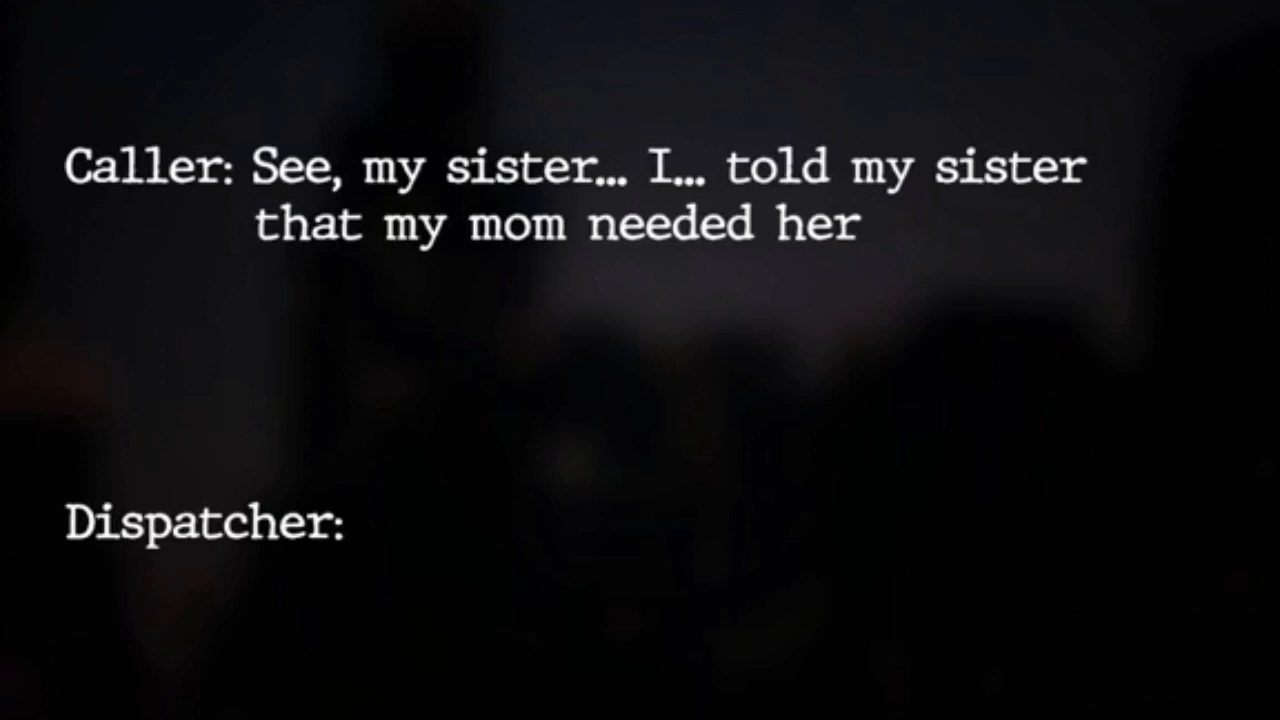 Caller: See, my sister... I... told my sister
that my mom needed her
Dispatcher: